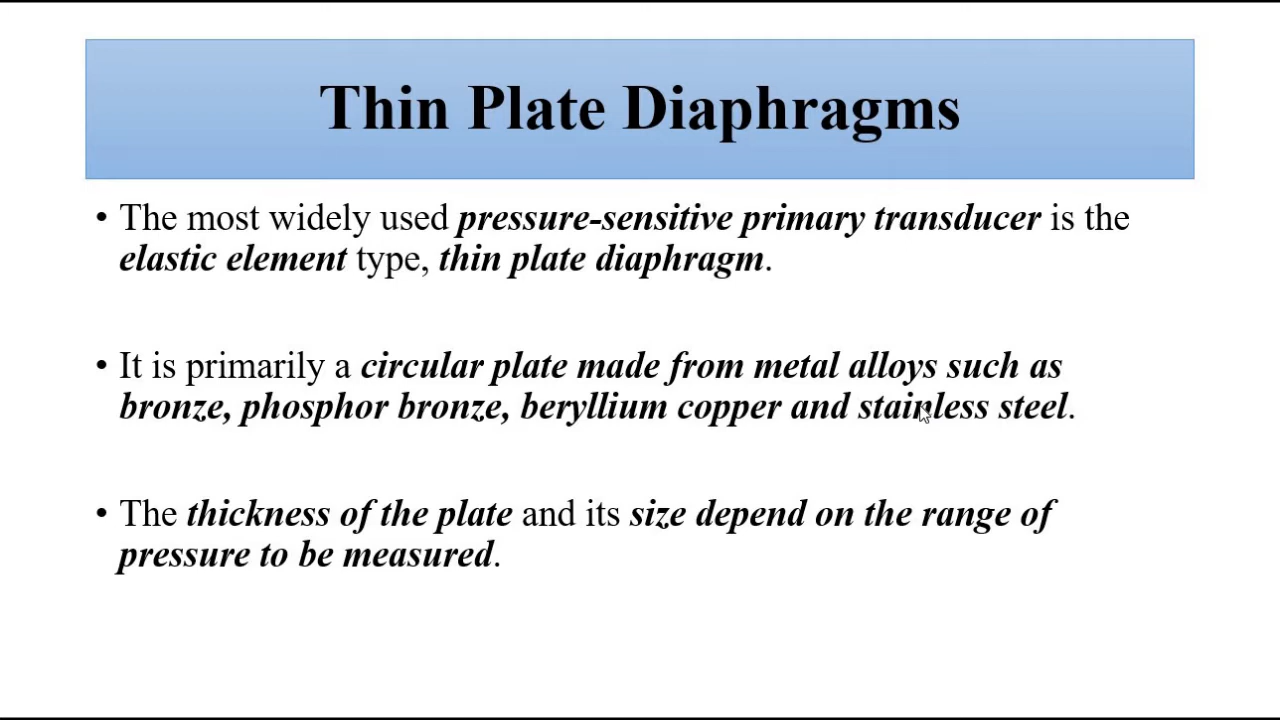 Thin Plate Diaphragms
• The most widely used pressure-sensitive primary transducer is the
elastic element type, thin plate diaphragm.
• It is primarily a circular plate made from metal alloys such as
bronze, phosphor bronze, beryllium copper and stainless steel.
• The thickness of the plate and its size depend on the range of
pressure to be measured.